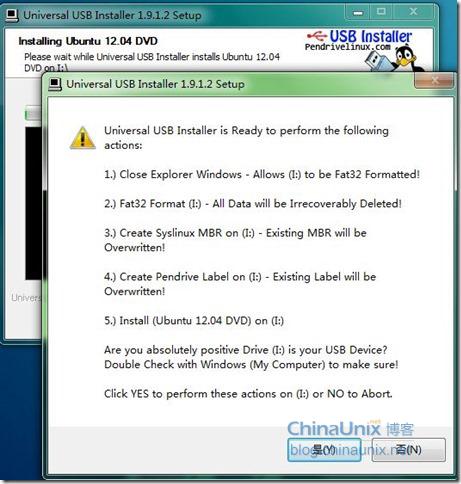 Universal USB Installer 1.9.1.2 Setup
Installing Ubuntu 12.04 DVD
Please wait while Universal USB Installer installs Ubuntu 12.04
DVD on I:\
USB Installer
Pendrivelinux.com
Universal USB Installer 1.9.1.2 Setup
Universal USB Installer is Ready to perform the following
actions:
1.) Close Explorer Windows - Allows (I:) to be Fat32 Formatted!
2.) Fat32 Format (I:) - All Data will be Irrecoverably Deleted!
3.) Create Syslinux MBR on (I:) - Existing MBR will be
Overwritten!
4.) Create Pendrive Label on (I:) - Existing Label will be
Overwritten!
Univers
5.) Install (Ubuntu 12.04 DVD) on (I:)
Are you absolutely positive Drive (I:) is your USB Device?
Double Check with Windows (My Computer) to make sure!
Click YES to perform these actions on (I:) or NO to Abort.
ChinaUnix.net 博客
是(Y)
否(N)
blog.chinaunix.net